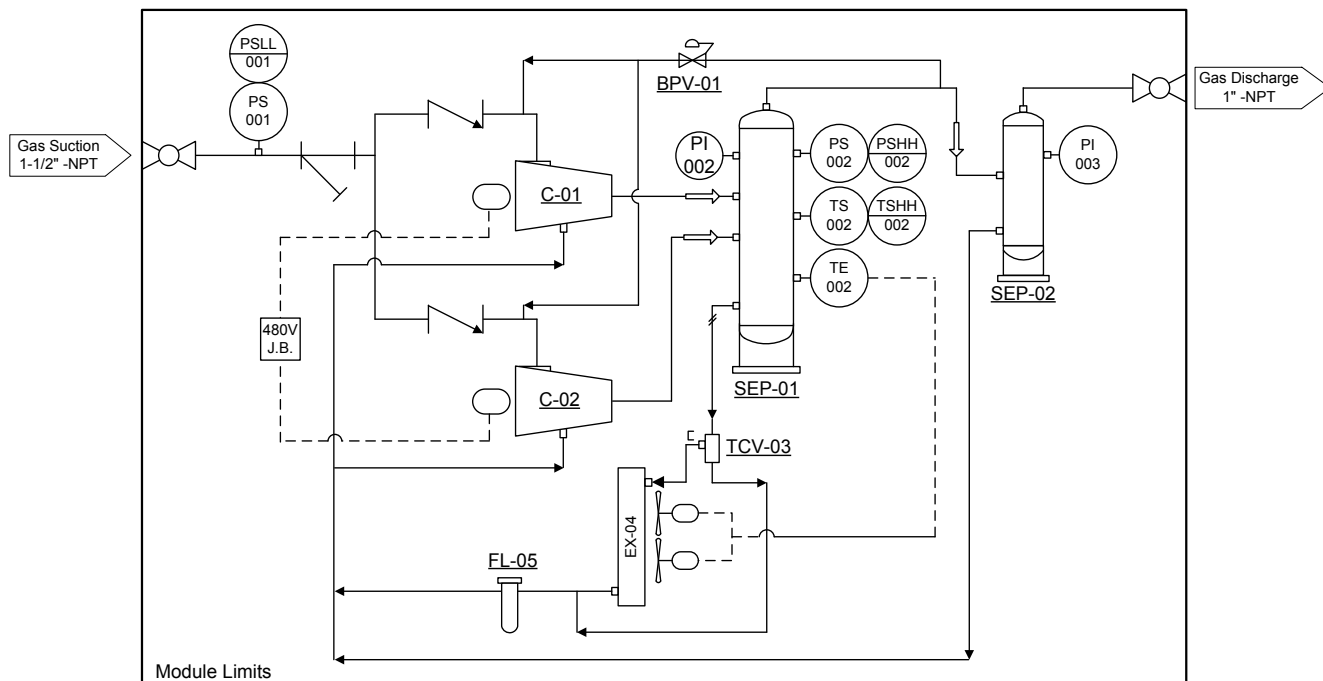 PSLL
001
PS
001
Gas Suction
1-1/2" -NPT
BPV-01
Gas Discharge
1" -NPT
PI
002
PS
002
PSHH
002
TS
002
TSHH
002
TE
002
PI
003
C-01
SEP-02
480V
J.B.
C-02
SEP-01
TCV-03
EX-04
FL-05
Module Limits